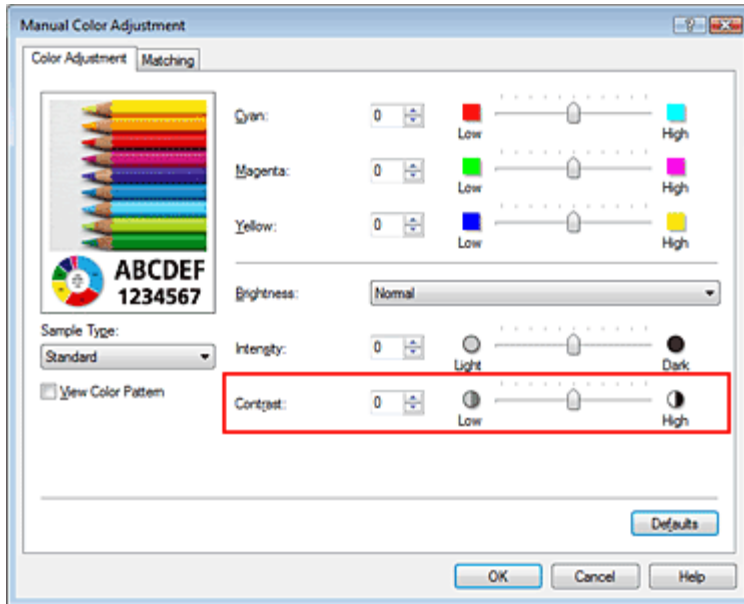 Manual Color Adjustment
Color Adjustment
Matching
Cyan:
0
Low
High
Magenta:
0
Low
High
Yellow:
0
Low
High
ABCDEF
1234567
Brightness:
Normal
Sample Type:
Standard
Intensity:
0
Light
Dark
View Color Pattern
Contrast:
0
Low
High
Defaults
OK
Cancel
Help